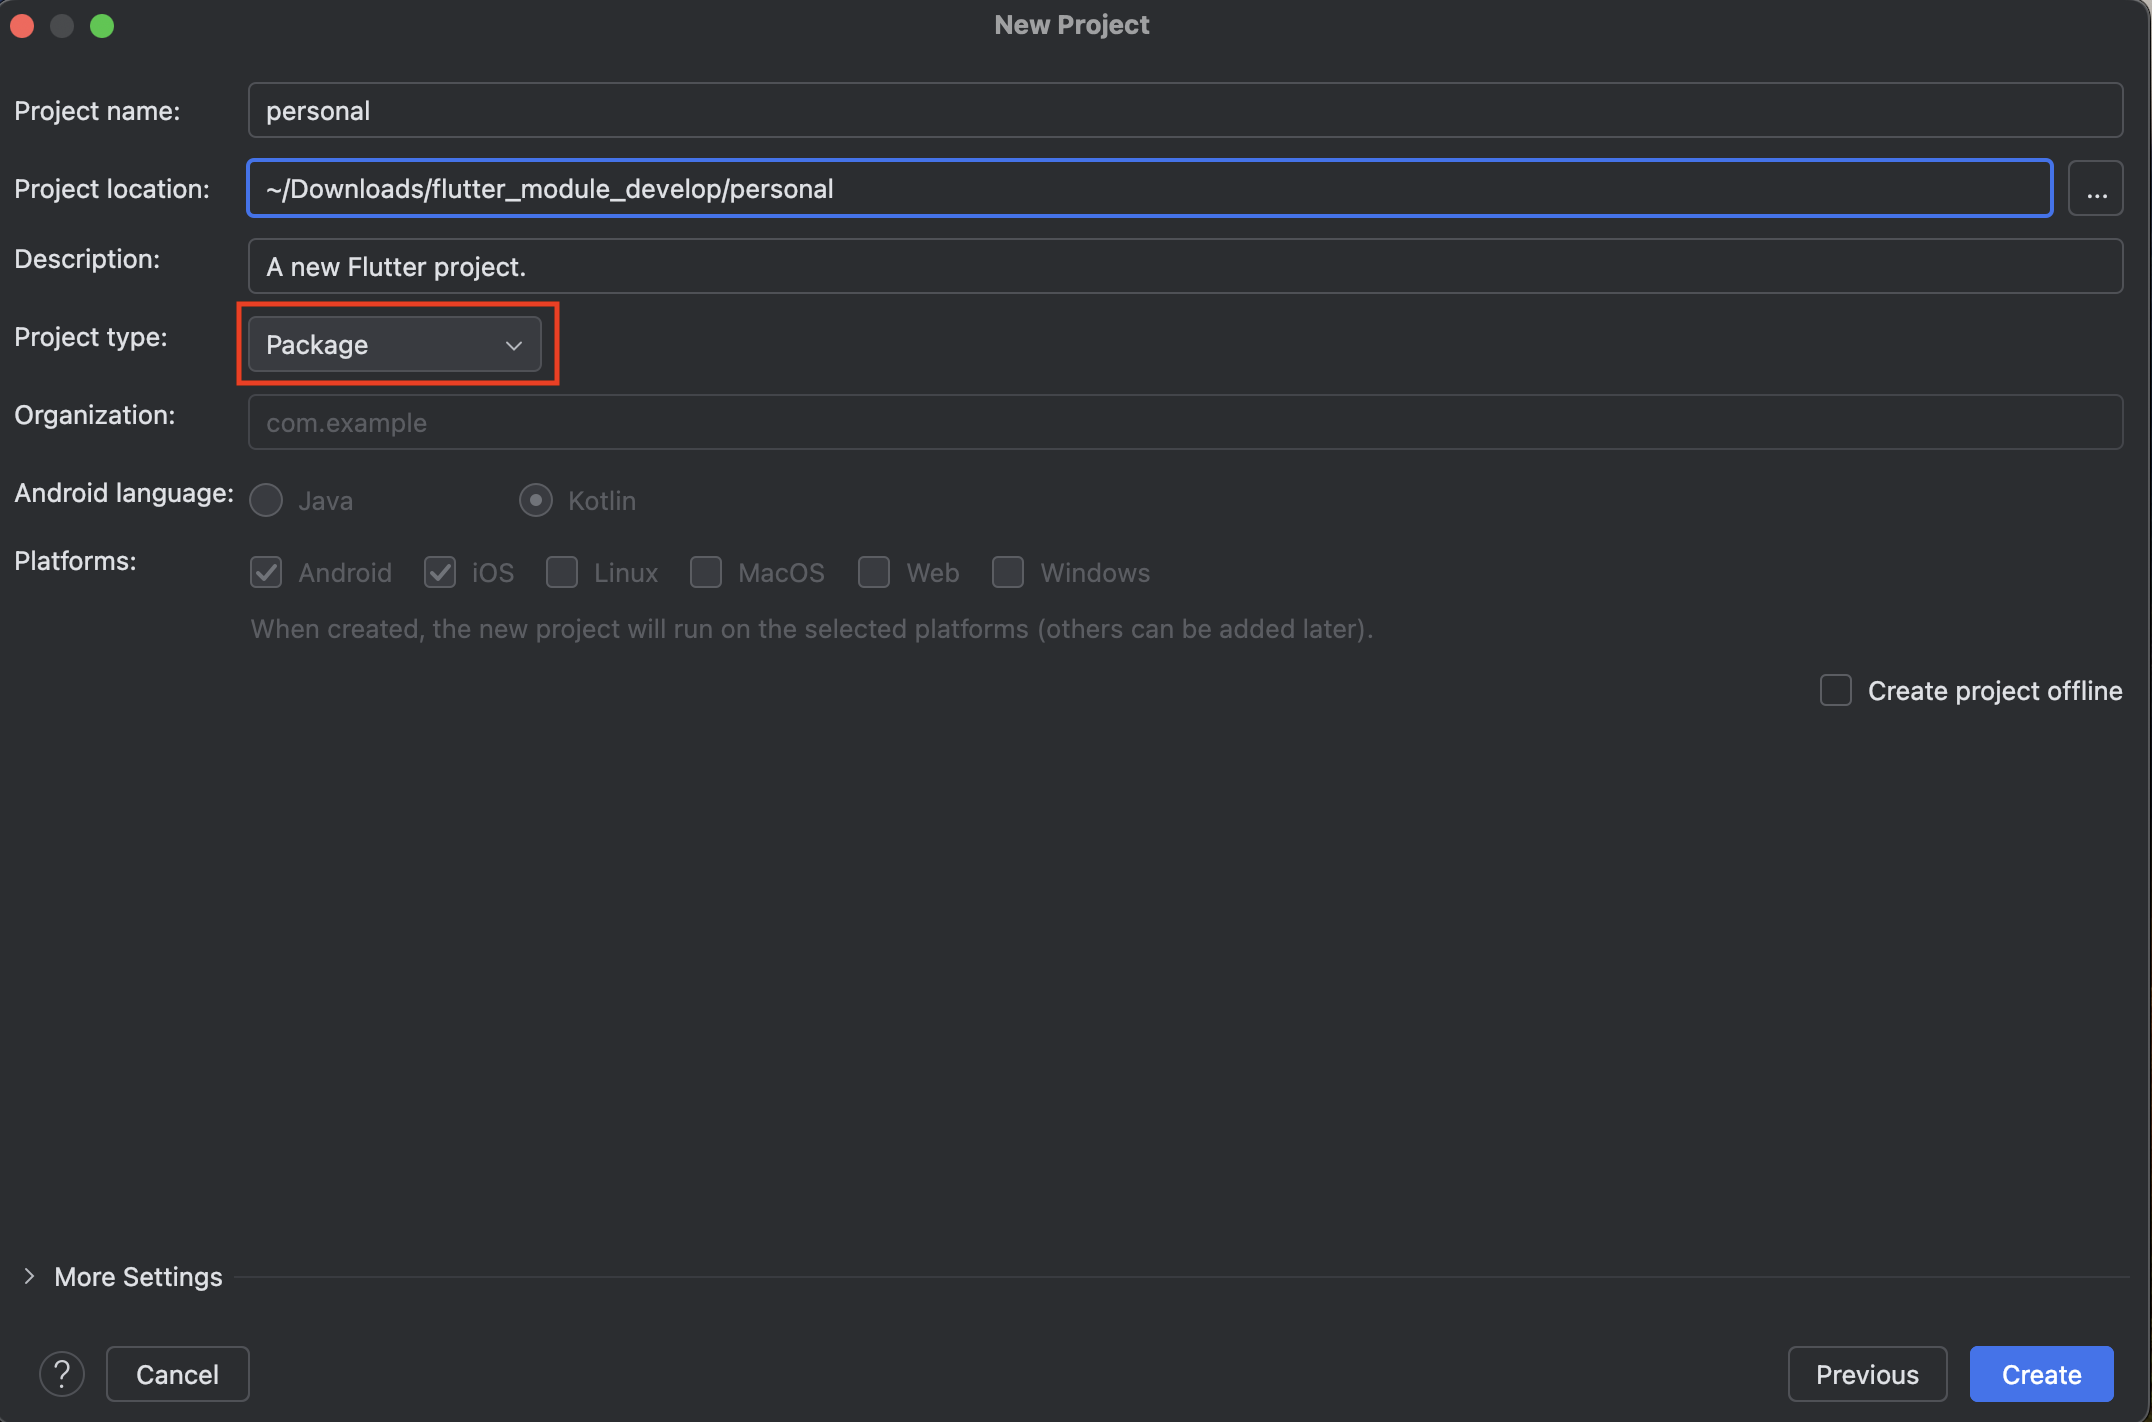 New Project
Project name: personal
Project location: ~/Downloads/flutter_module_develop/personal ...
Description: A new Flutter project.
Project type: Package
Organization: com.example
Android language: Java Kotlin
Platforms: Android iOS Linux MacOS Web Windows
When created, the new project will run on the selected platforms (others can be added later).
Create project offline
More Settings
? Cancel Previous Create